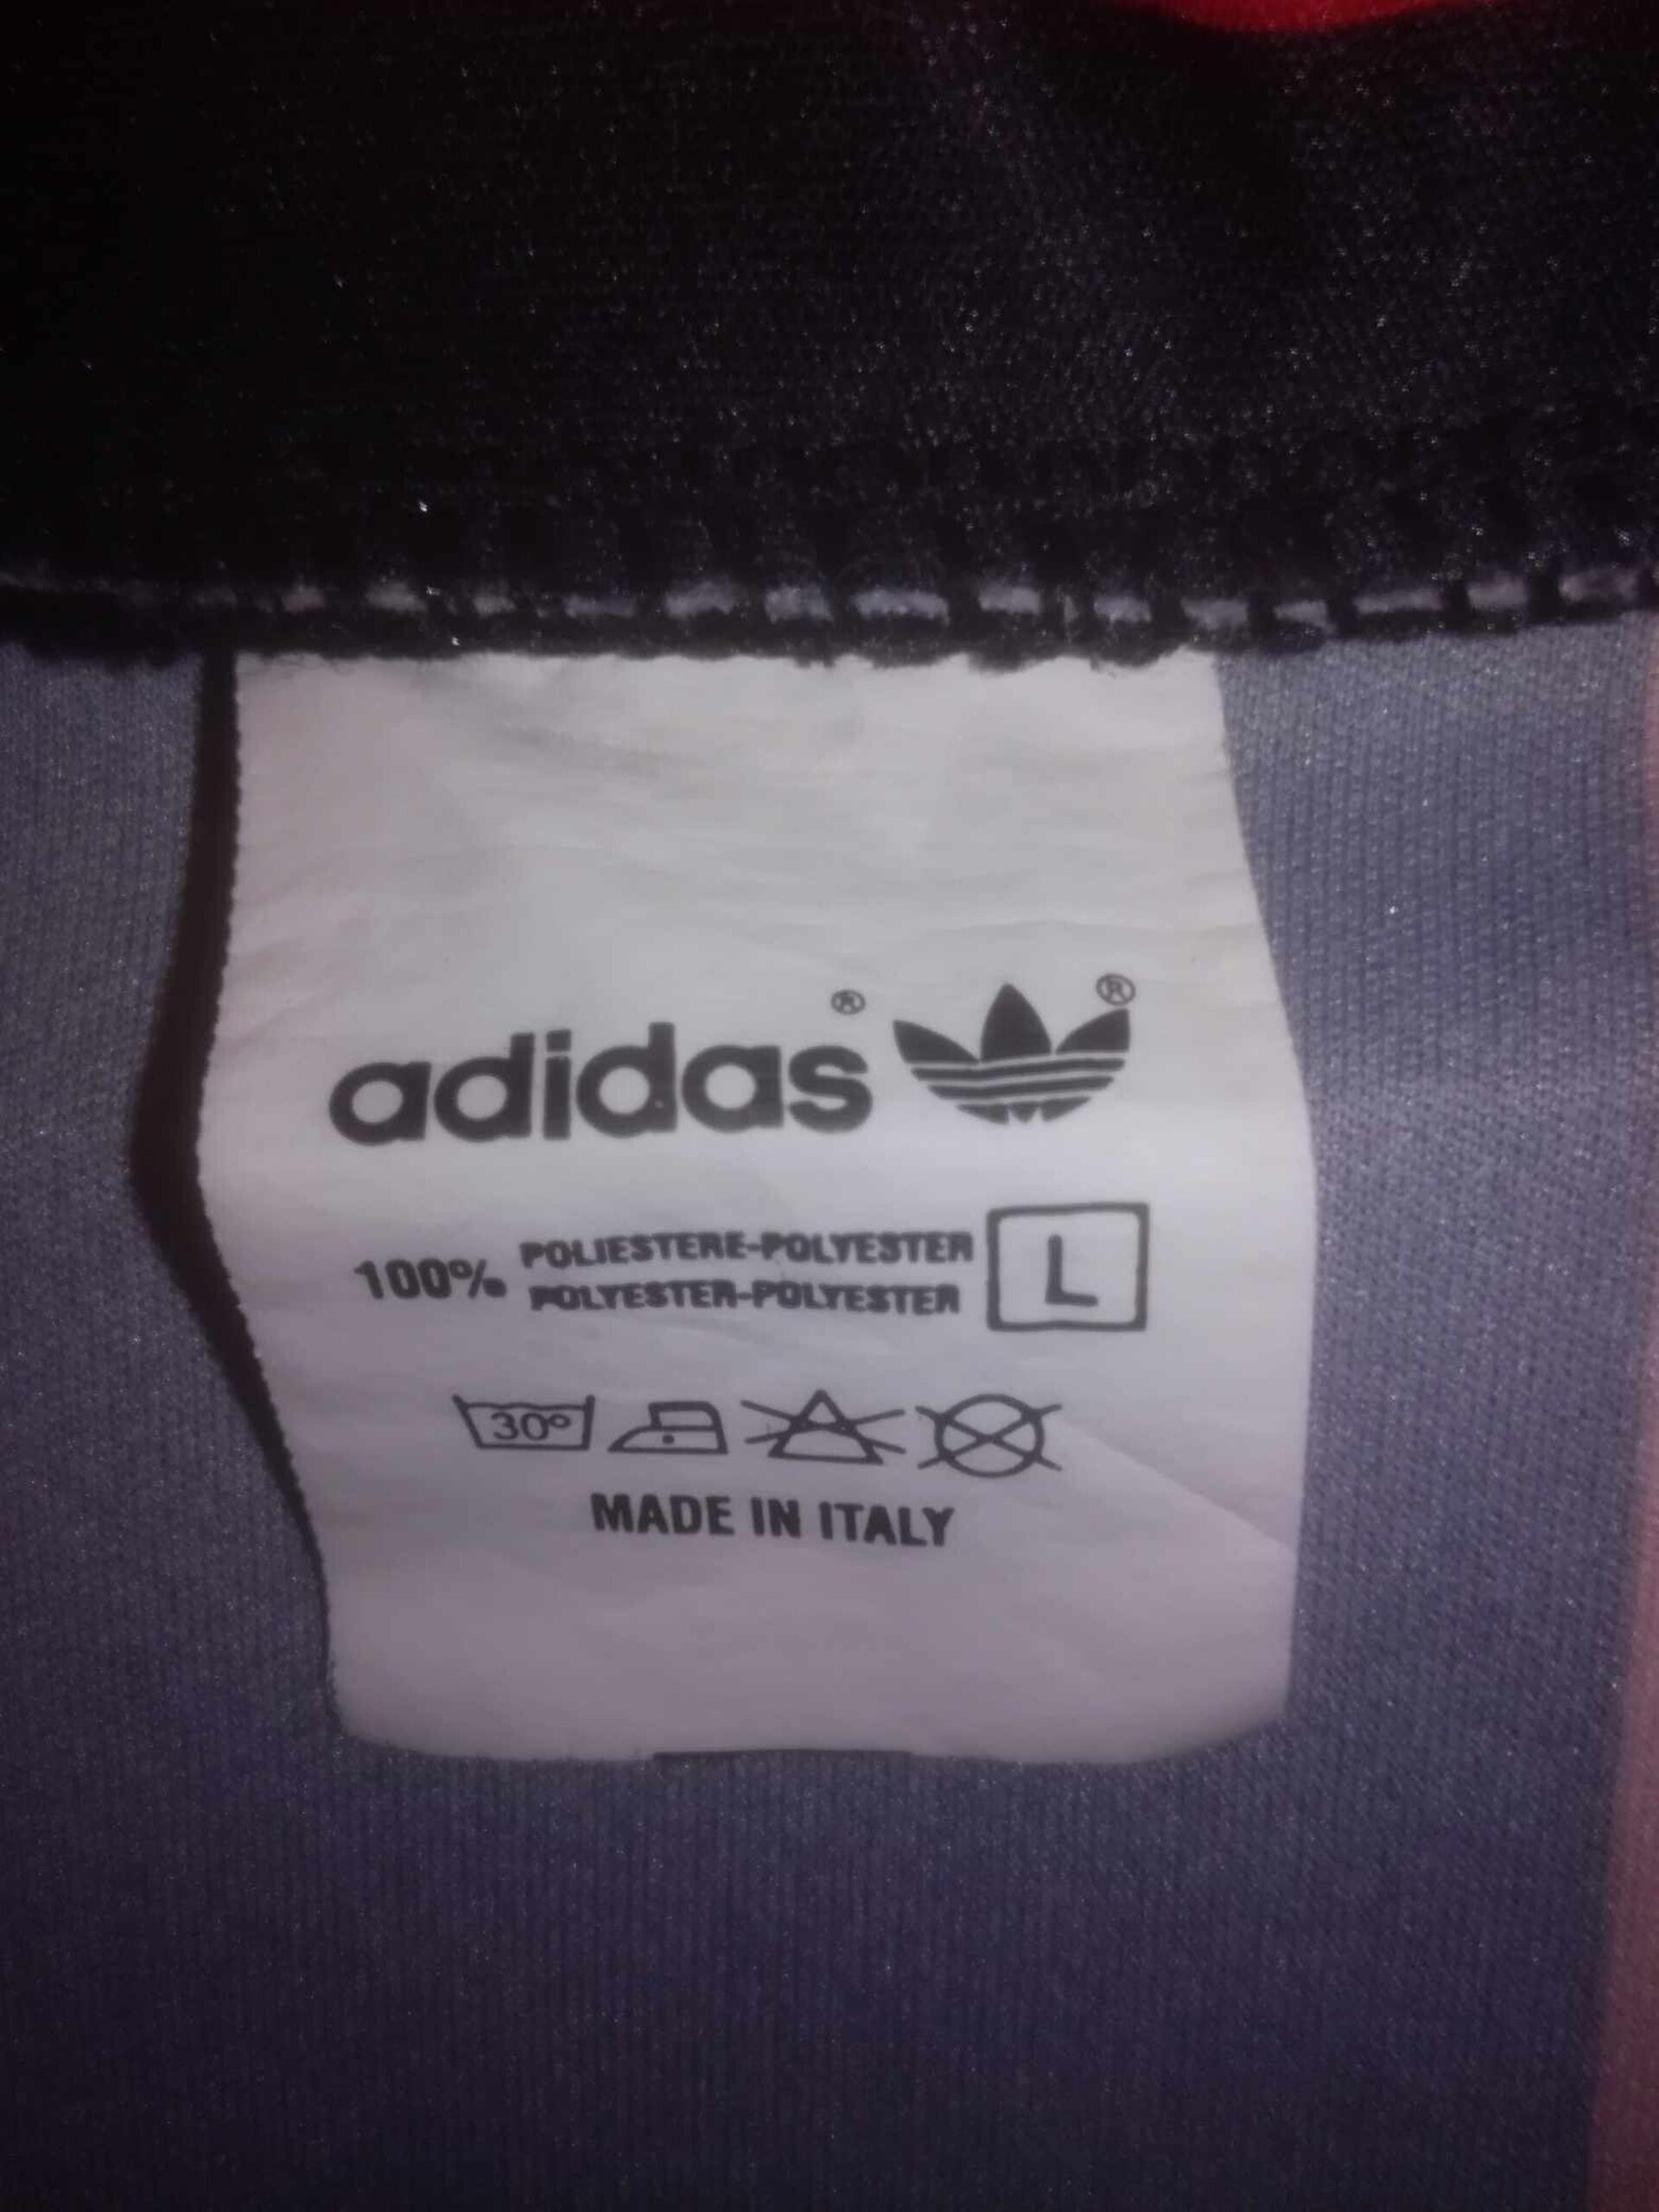 adidas® ®
100% POLIESTERE-POLYESTER
POLYESTER-POLYESTER
L
30°
MADE IN ITALY